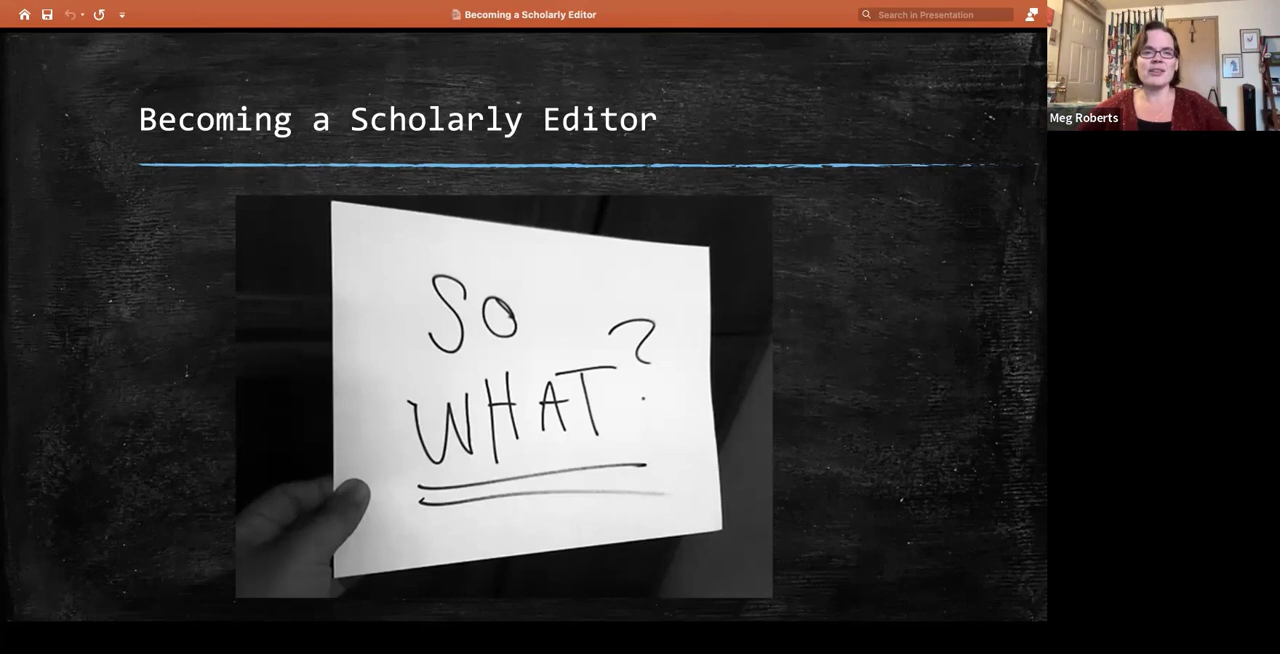 Becoming a Scholarly Editor
Search in Presentation
Becoming a Scholarly Editor
SO
WHAT?
Meg Roberts